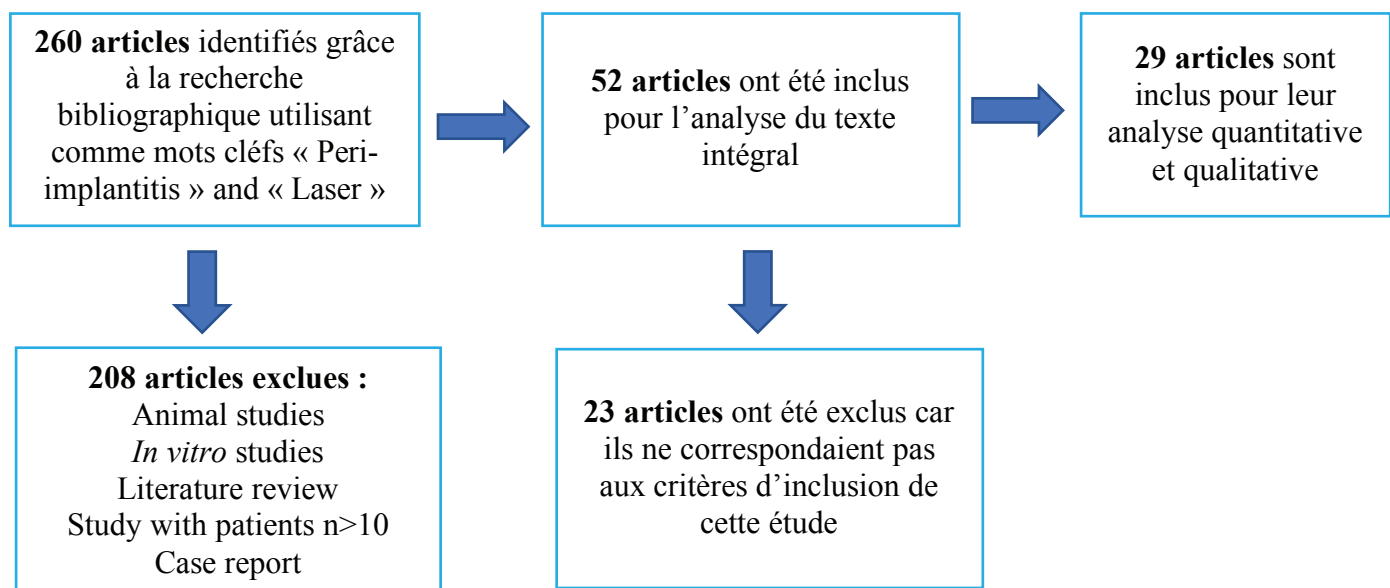 260 articles identifiés grâce
à la recherche
bibliographique utilisant
comme mots cléfs « Peri-
implantitis » and « Laser »
52 articles ont été inclus
pour l’analyse du texte
intégral
29 articles sont
inclus pour leur
analyse quantitative
et qualitative
208 articles exclues :
Animal studies
In vitro studies
Literature review
Study with patients n>10
Case report
23 articles ont été exclus car
ils ne correspondaient pas
aux critères d’inclusion de
cette étude